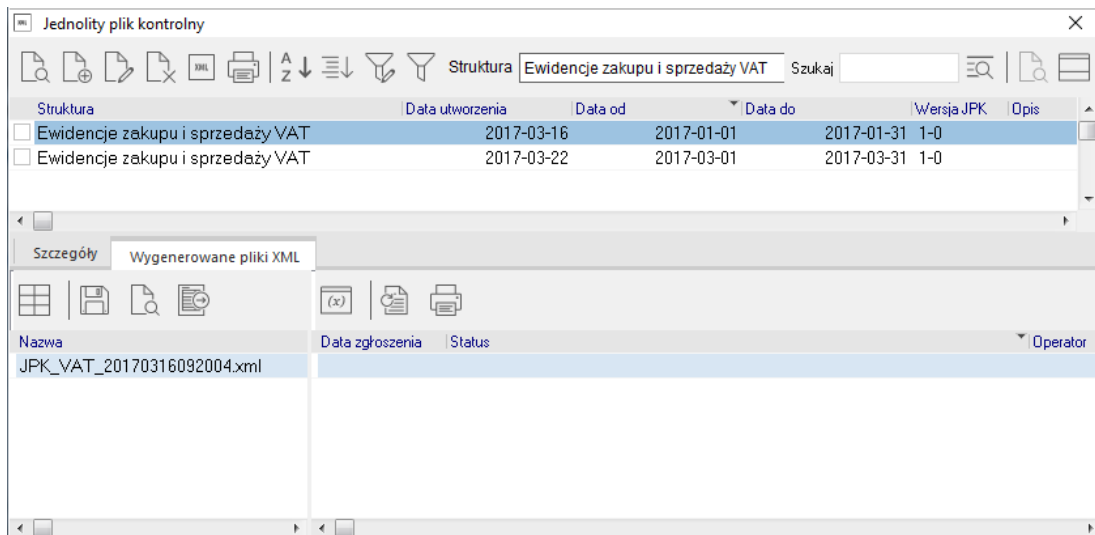 Jednolity plik kontrolny
XML A Z Struktura Ewidencje zakupu i sprzedaży VAT Szukaj
Struktura Data utworzenia Data od Data do Wersja JPK Opis
Ewidencje zakupu i sprzedaży VAT 2017-03-16 2017-01-01 2017-01-31 1-0
Ewidencje zakupu i sprzedaży VAT 2017-03-22 2017-03-01 2017-03-31 1-0
Szczegóły Wygenerowane pliki XML
(x)
Nazwa Data zgłoszenia Status Operator
JPK_VAT_20170316092004.xml